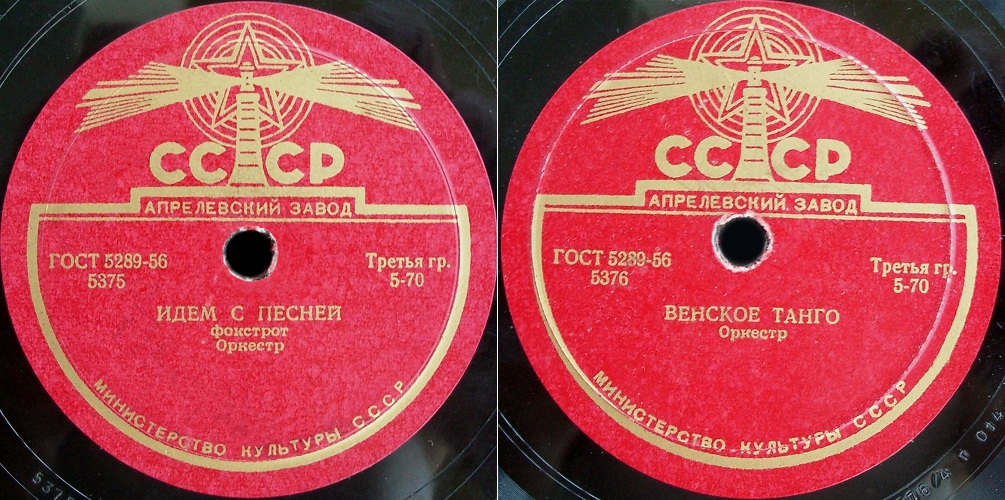 СССР
АПРЕЛЕВСКИЙ ЗАВОД
ГОСТ 5289-56
5375
Третья гр.
5-70
ИДЕМ С ПЕСНЕЙ
фокстрот
Оркестр
МИНИСТЕРСТВО КУЛЬТУРЫ СССР
СССР
АПРЕЛЕВСКИЙ ЗАВОД
ГОСТ 5289-56
5376
Третья гр.
5-70
ВЕНСКОЕ ТАНГО
Оркестр
МИНИСТЕРСТВО КУЛЬТУРЫ СССР